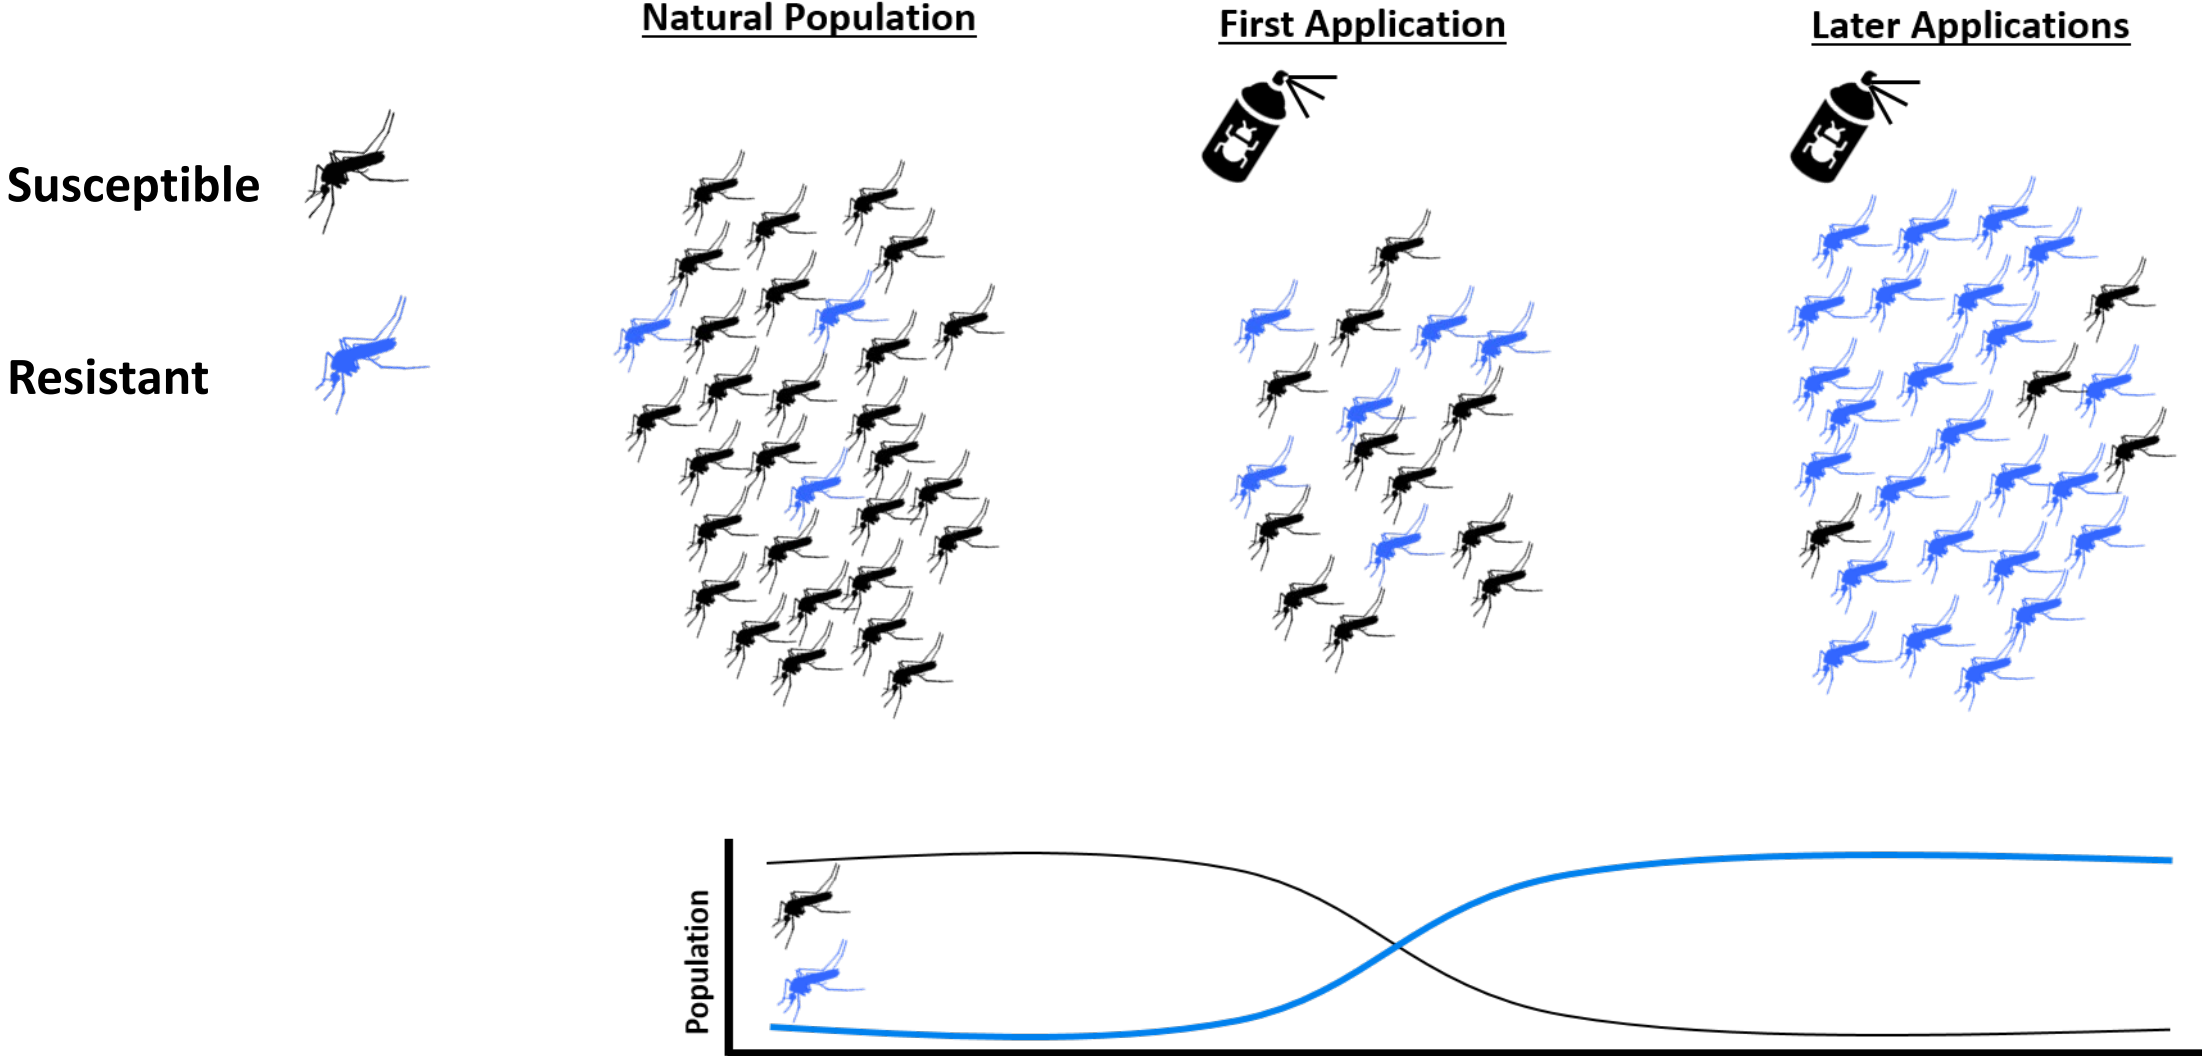 Natural Population
First Application
Later Applications
Susceptible
Resistant
Population